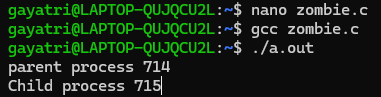 gayatri@LAPTOP-QUJQCU2L:~$ nano zombie.c
gayatri@LAPTOP-QUJQCU2L:~$ gcc zombie.c
gayatri@LAPTOP-QUJQCU2L:~$ ./a.out
parent process 714
Child process 715